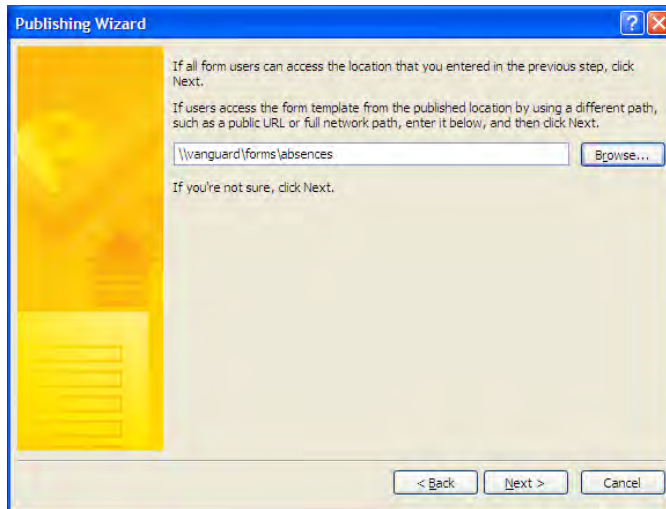 Publishing Wizard
If all form users can access the location that you entered in the previous step, click
Next.
If users access the form template from the published location by using a different path,
such as a public URL or full network path, enter it below, and then click Next.
\\vanguard\forms\absences
Browse...
If you're not sure, click Next.
< Back
Next >
Cancel